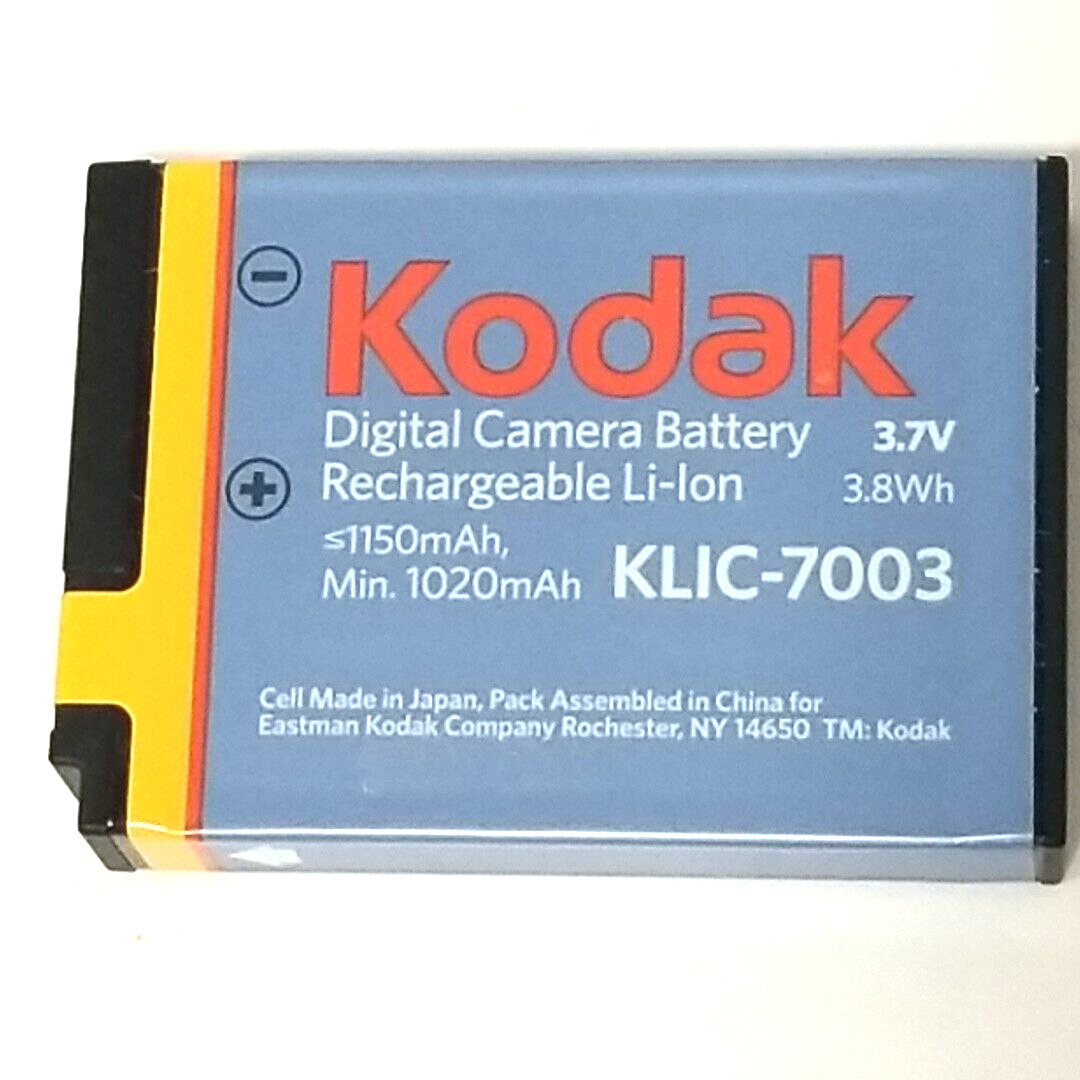 Kodak
Digital Camera Battery 3.7V
Rechargeable Li-Ion 3.8Wh
≤1150mAh,
Min. 1020mAh KLIC-7003
Cell Made in Japan, Pack Assembled in China for
Eastman Kodak Company Rochester, NY 14650 TM: Kodak